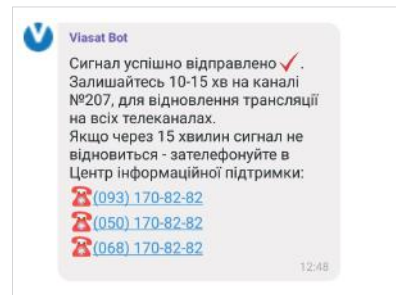 Viasat Bot
Сигнал успішно відправлено ✓.
Залишайтесь 10-15 хв на каналі
№207, для відновлення трансляції
на всіх телеканалах.
Якщо через 15 хвилин сигнал не
відновиться - зателефонуйте в
Центр інформаційної підтримки:
☎(093) 170-82-82
☎(050) 170-82-82
☎(068) 170-82-82
12:48